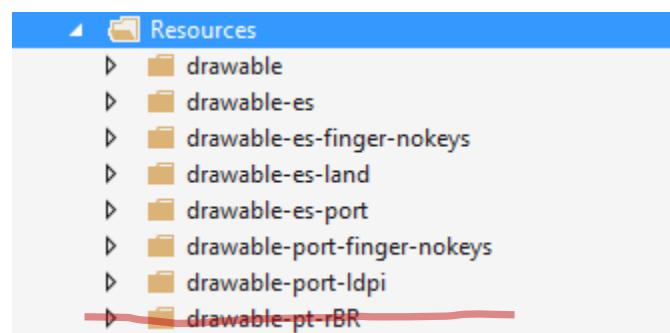 Resources
drawable
drawable-es
drawable-es-finger-nokeys
drawable-es-land
drawable-es-port
drawable-port-finger-nokeys
drawable-port-ldpi
drawable-pt-rBR